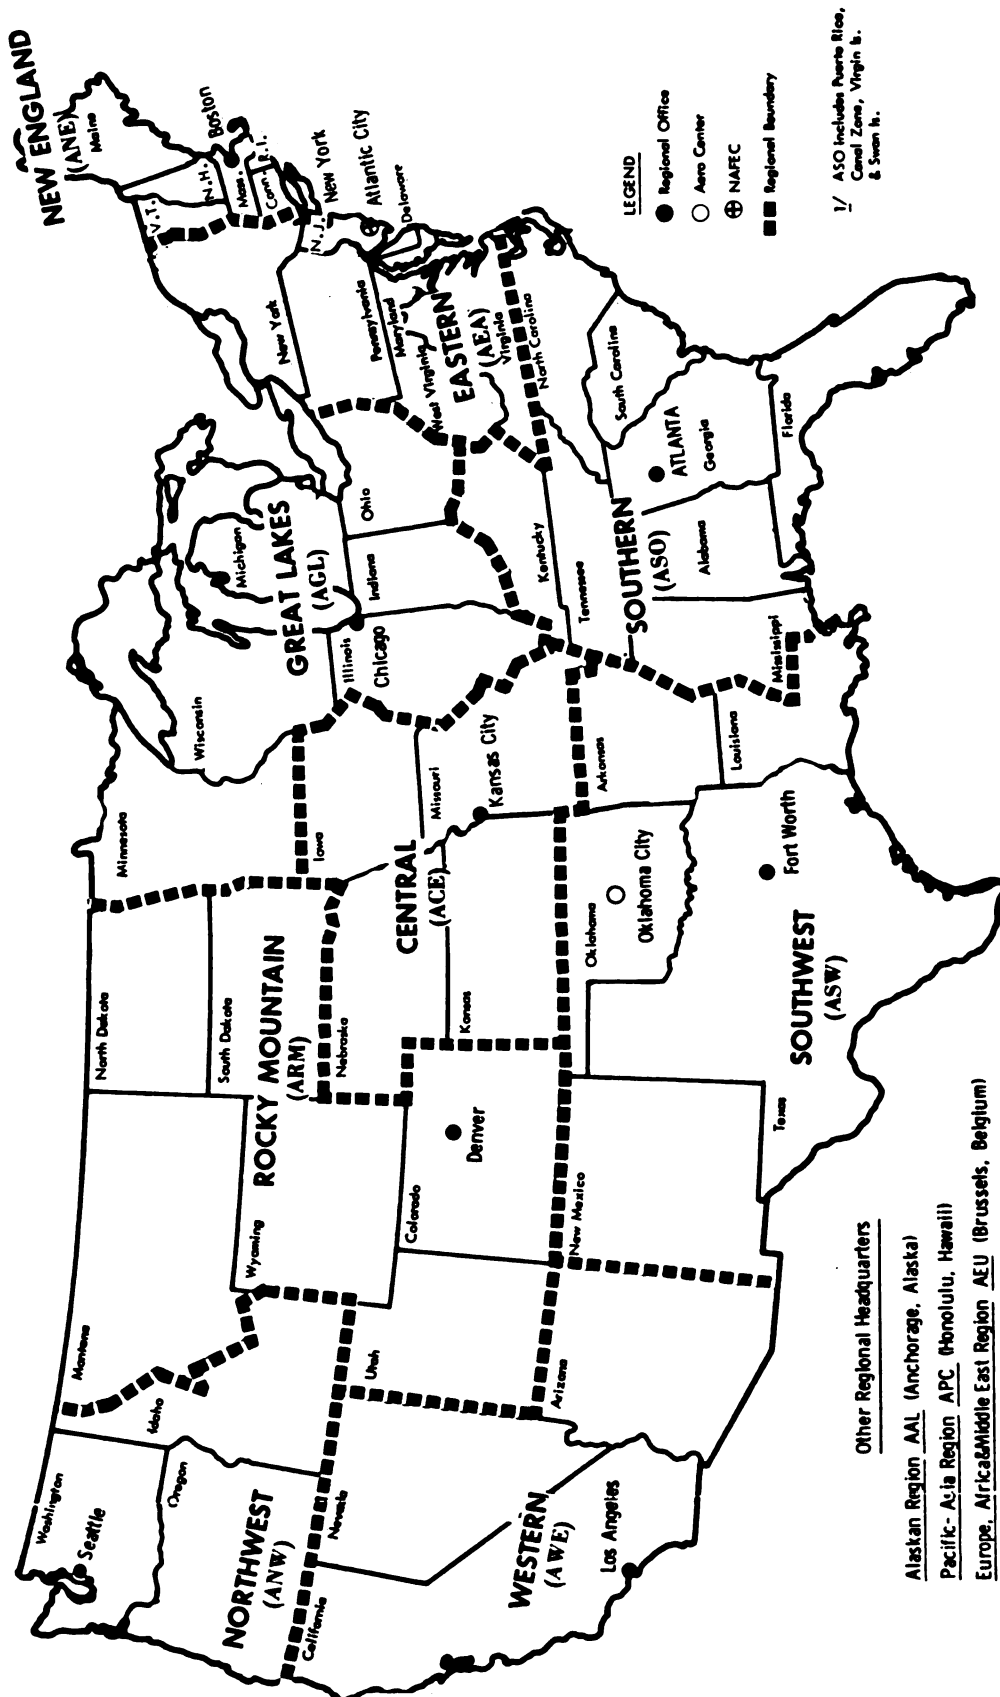 NEW ENGLAND
(ANE)
Maine
V.T.
N.H.
Boston
Mass.
Conn.
R.I.
New York
New York
N.J.
Atlantic City
Delaware
Pennsylvania
Maryland
West Virginia
EASTERN
(AEA)
Virginia
North Carolina
South Carolina
ATLANTA
Georgia
Florida
Alabama
SOUTHERN
(ASO)
Kentucky
Tennessee
Mississippi
GREAT LAKES
(AGL)
Michigan
Ohio
Indiana
Illinois
Chicago
Wisconsin
Minnesota
Iowa
Missouri
Kansas City
CENTRAL
(ACE)
Nebraska
Kansas
Arkansas
Louisiana
Oklahoma
Oklahoma City
Fort Worth
SOUTHWEST
(ASW)
Texas
New Mexico
North Dakota
South Dakota
ROCKY MOUNTAIN
(ARM)
Montana
Wyoming
Colorado
Denver
Utah
Idaho
Washington
Seattle
Oregon
NORTHWEST
(ANW)
Nevada
California
WESTERN
(AWE)
Los Angeles
Arizona
LEGEND
Regional Office
Aero Center
NAFEC
Regional Boundary
1/ ASO Includes Puerto Rico,
Canal Zone, Virgin Is.
& Swan Is.
Other Regional Headquarters
Alaskan Region AAL (Anchorage, Alaska)
Pacific- Asia Region APC (Honolulu, Hawaii)
Europe, Africa&Middle East Region AEU (Brussels, Belgium)